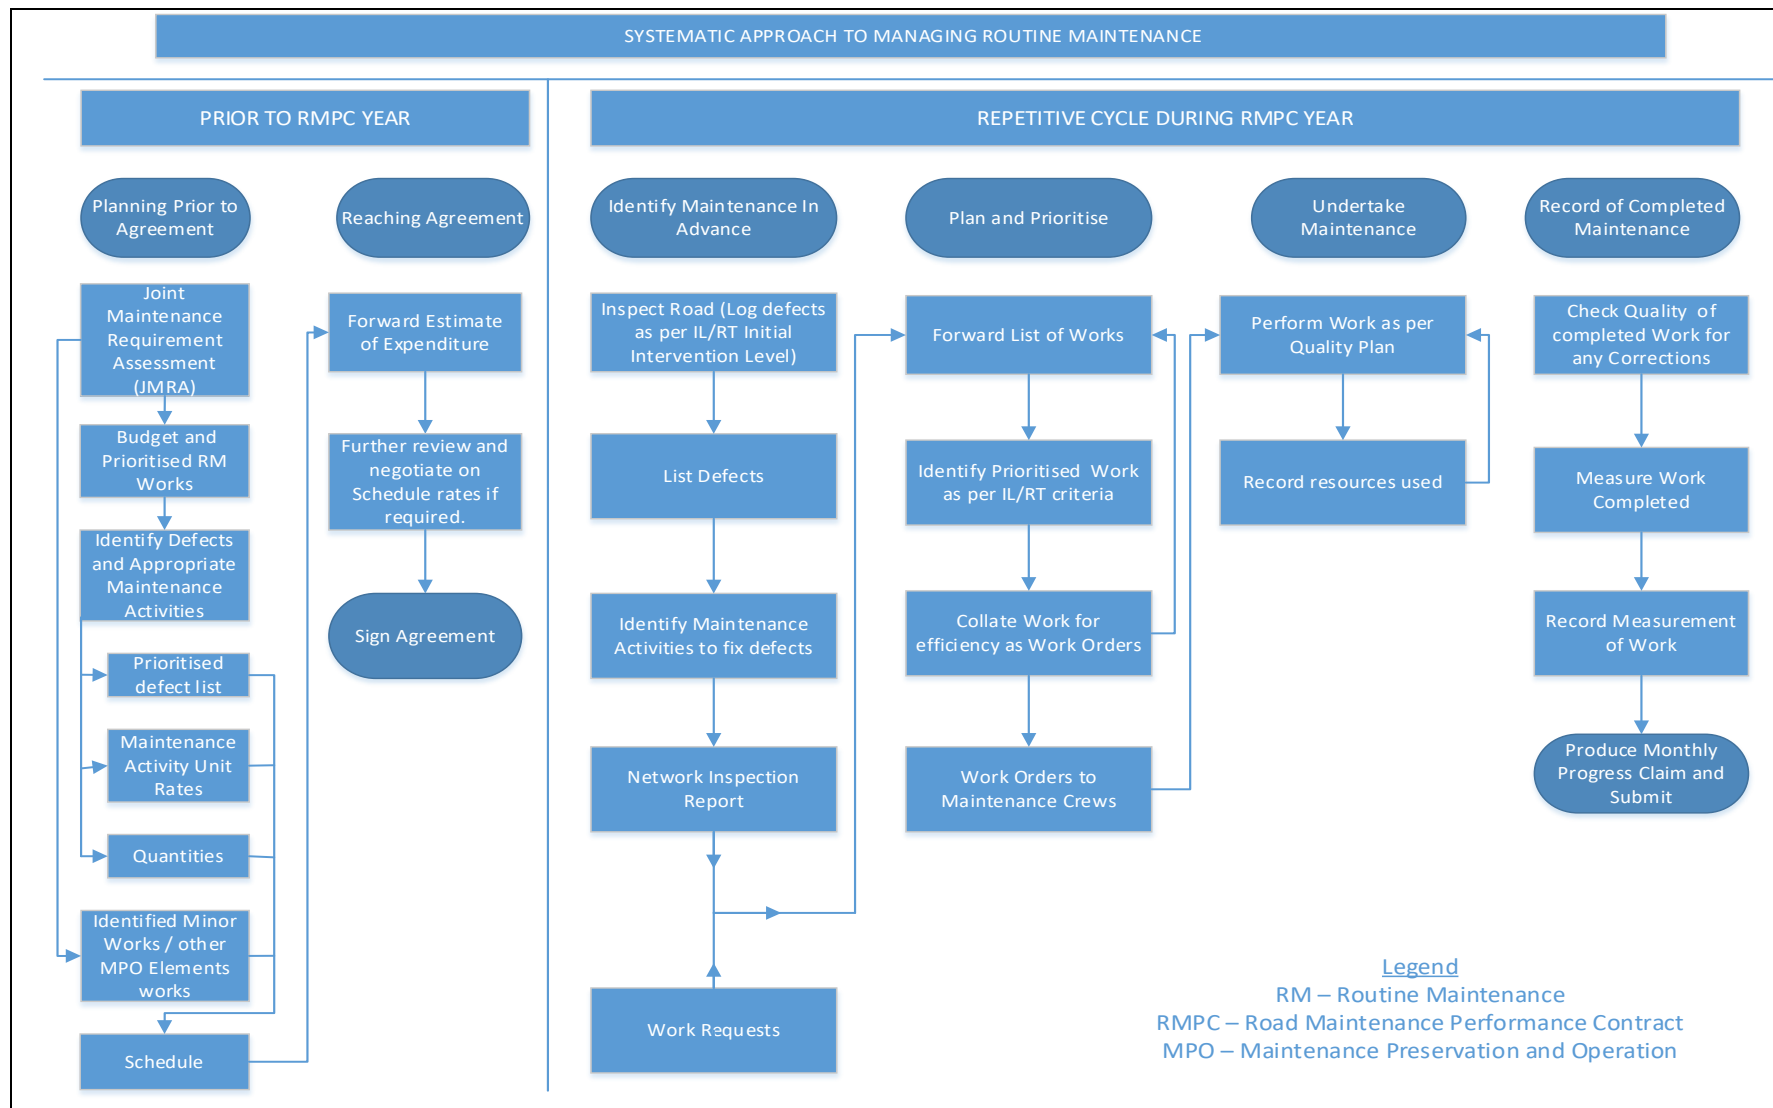 SYSTEMATIC APPROACH TO MANAGING ROUTINE MAINTENANCE
PRIOR TO RMPC YEAR
REPETITIVE CYCLE DURING RMPC YEAR
Planning Prior to
Agreement
Reaching Agreement
Identify Maintenance In
Advance
Plan and Prioritise
Undertake
Maintenance
Record of Completed
Maintenance
Joint
Maintenance
Requirement
Assessment
(JMRA)
Budget and
Prioritised RM
Works
Identify Defects
and Appropriate
Maintenance
Activities
Prioritised
defect list
Maintenance
Activity Unit
Rates
Quantities
Identified Minor
Works / other
MPO Elements
works
Schedule
Forward Estimate
of Expenditure
Further review and
negotiate on
Schedule rates if
required.
Sign Agreement
Inspect Road (Log defects
as per IL/RT Initial
Intervention Level)
List Defects
Identify Maintenance
Activities to fix defects
Network Inspection
Report
Work Requests
Forward List of Works
Identify Prioritised Work
as per IL/RT criteria
Collate Work for
efficiency as Work Orders
Work Orders to
Maintenance Crews
Perform Work as per
Quality Plan
Record resources used
Check Quality of
completed Work for
any Corrections
Measure Work
Completed
Record Measurement
of Work
Produce Monthly
Progress Claim and
Submit
Legend
RM – Routine Maintenance
RMPC – Road Maintenance Performance Contract
MPO – Maintenance Preservation and Operation